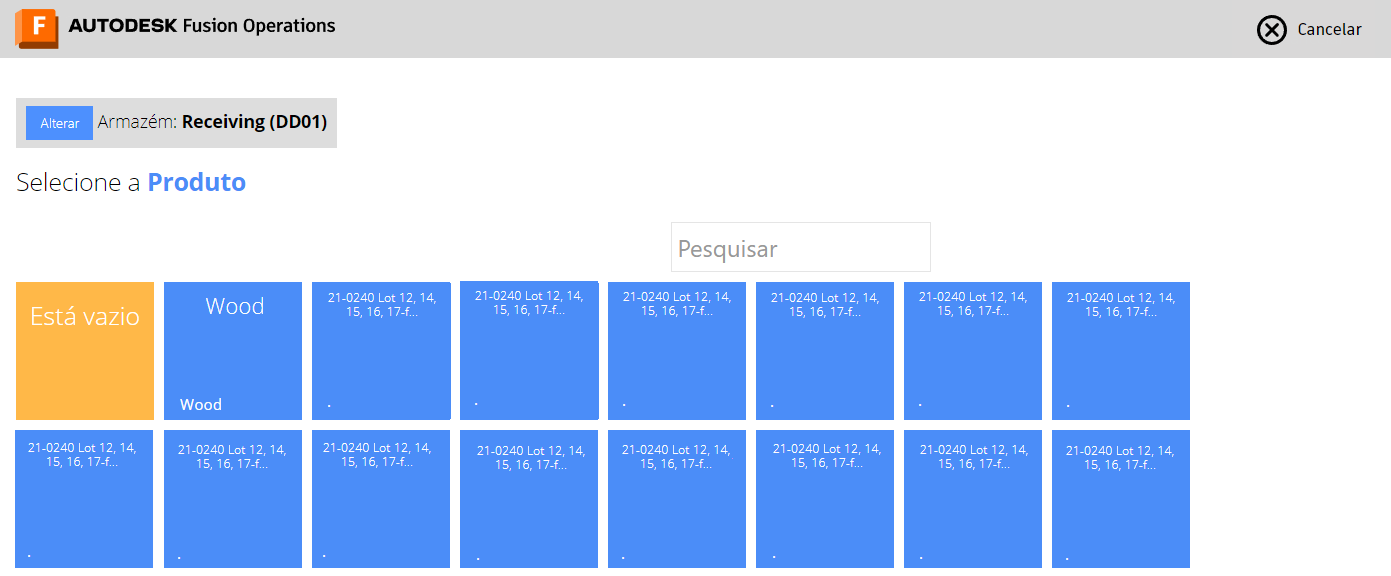 F AUTODESK Fusion Operations
Cancelar
Alterar Armazém: Receiving (DD01)
Selecione a Produto
Pesquisar
Está vazio
Wood
Wood
21-0240 Lot 12, 14,
15, 16, 17-f...
.
21-0240 Lot 12, 14,
15, 16, 17-f...
.
21-0240 Lot 12, 14,
15, 16, 17-f...
.
21-0240 Lot 12, 14,
15, 16, 17-f...
.
21-0240 Lot 12, 14,
15, 16, 17-f...
.
21-0240 Lot 12, 14,
15, 16, 17-f...
.
21-0240 Lot 12, 14,
15, 16, 17-f...
.
21-0240 Lot 12, 14,
15, 16, 17-f...
.
21-0240 Lot 12, 14,
15, 16, 17-f...
.
21-0240 Lot 12, 14,
15, 16, 17-f...
.
21-0240 Lot 12, 14,
15, 16, 17-f...
.
21-0240 Lot 12, 14,
15, 16, 17-f...
.
21-0240 Lot 12, 14,
15, 16, 17-f...
.
21-0240 Lot 12, 14,
15, 16, 17-f...
.